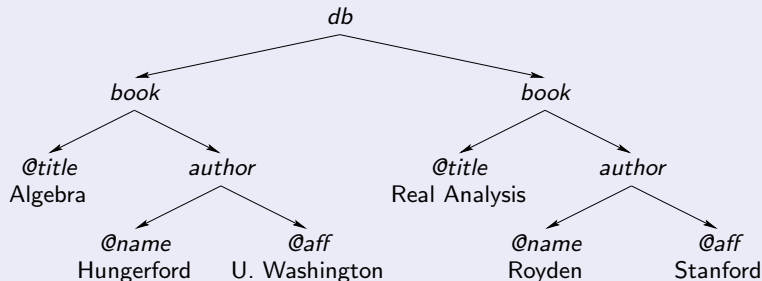 db
book book
@title author @title author
Algebra Real Analysis
@name @aff @name @aff
Hungerford U. Washington Royden Stanford